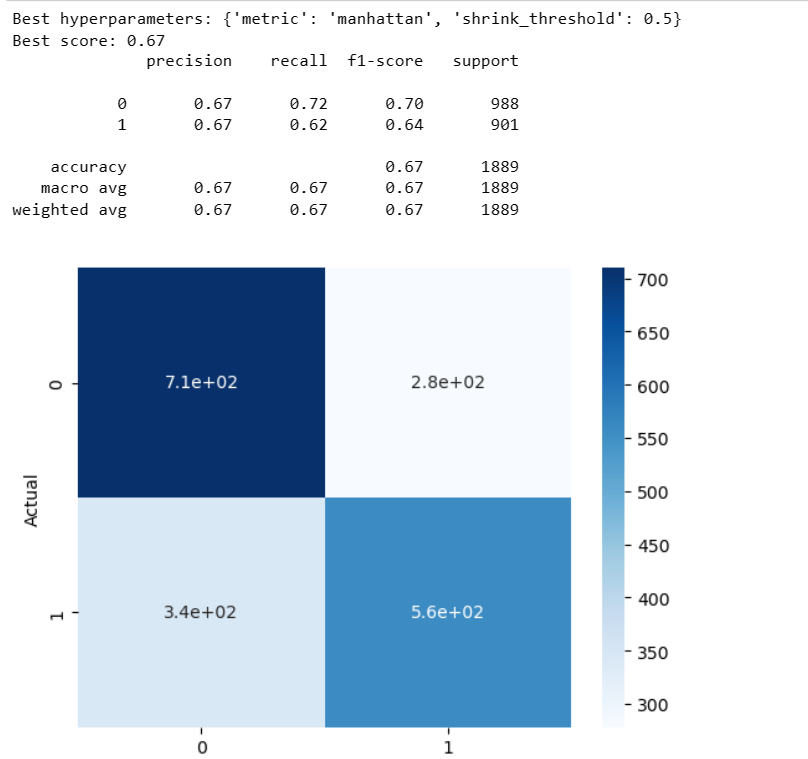 Best hyperparameters: {'metric': 'manhattan', 'shrink_threshold': 0.5}
Best score: 0.67
precision recall f1-score support
0 0.67 0.72 0.70 988
1 0.67 0.62 0.64 901
accuracy 0.67 1889
macro avg 0.67 0.67 0.67 1889
weighted avg 0.67 0.67 0.67 1889
700
650
600
550
500
450
400
350
300
Actual
0
7.1e+02 2.8e+02
1
3.4e+02 5.6e+02
0 1